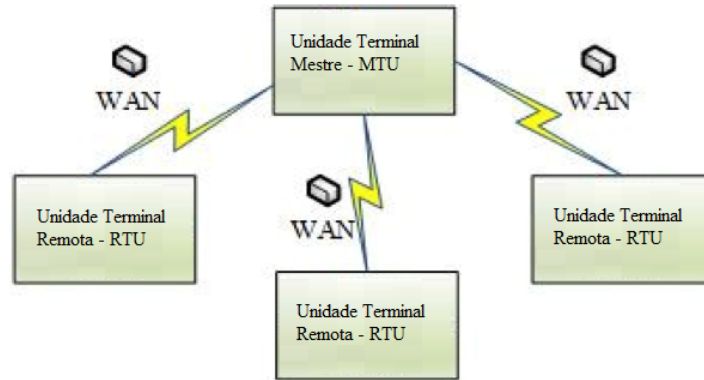 Unidade Terminal
Mestre - MTU
WAN
WAN
Unidade Terminal
Remota - RTU
WAN
Unidade Terminal
Remota - RTU
Unidade Terminal
Remota - RTU